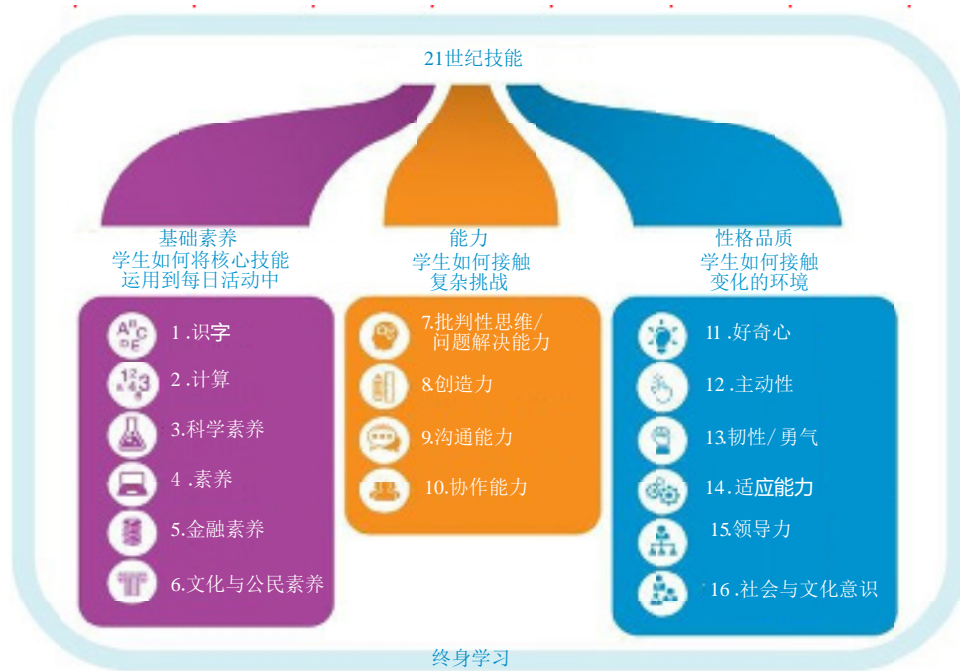 21世纪技能
基础素养
学生如何将核心技能
运用到每日活动中
1.识字
2.计算
3.科学素养
4.素养
5.金融素养
6.文化与公民素养
能力
学生如何接触
复杂挑战
7.批判性思维/
问题解决能力
8.创造力
9.沟通能力
10.协作能力
性格品质
学生如何接触
变化的环境
11.好奇心
12.主动性
13.韧性/勇气
14.适应能力
15.领导力
16.社会与文化意识
终身学习